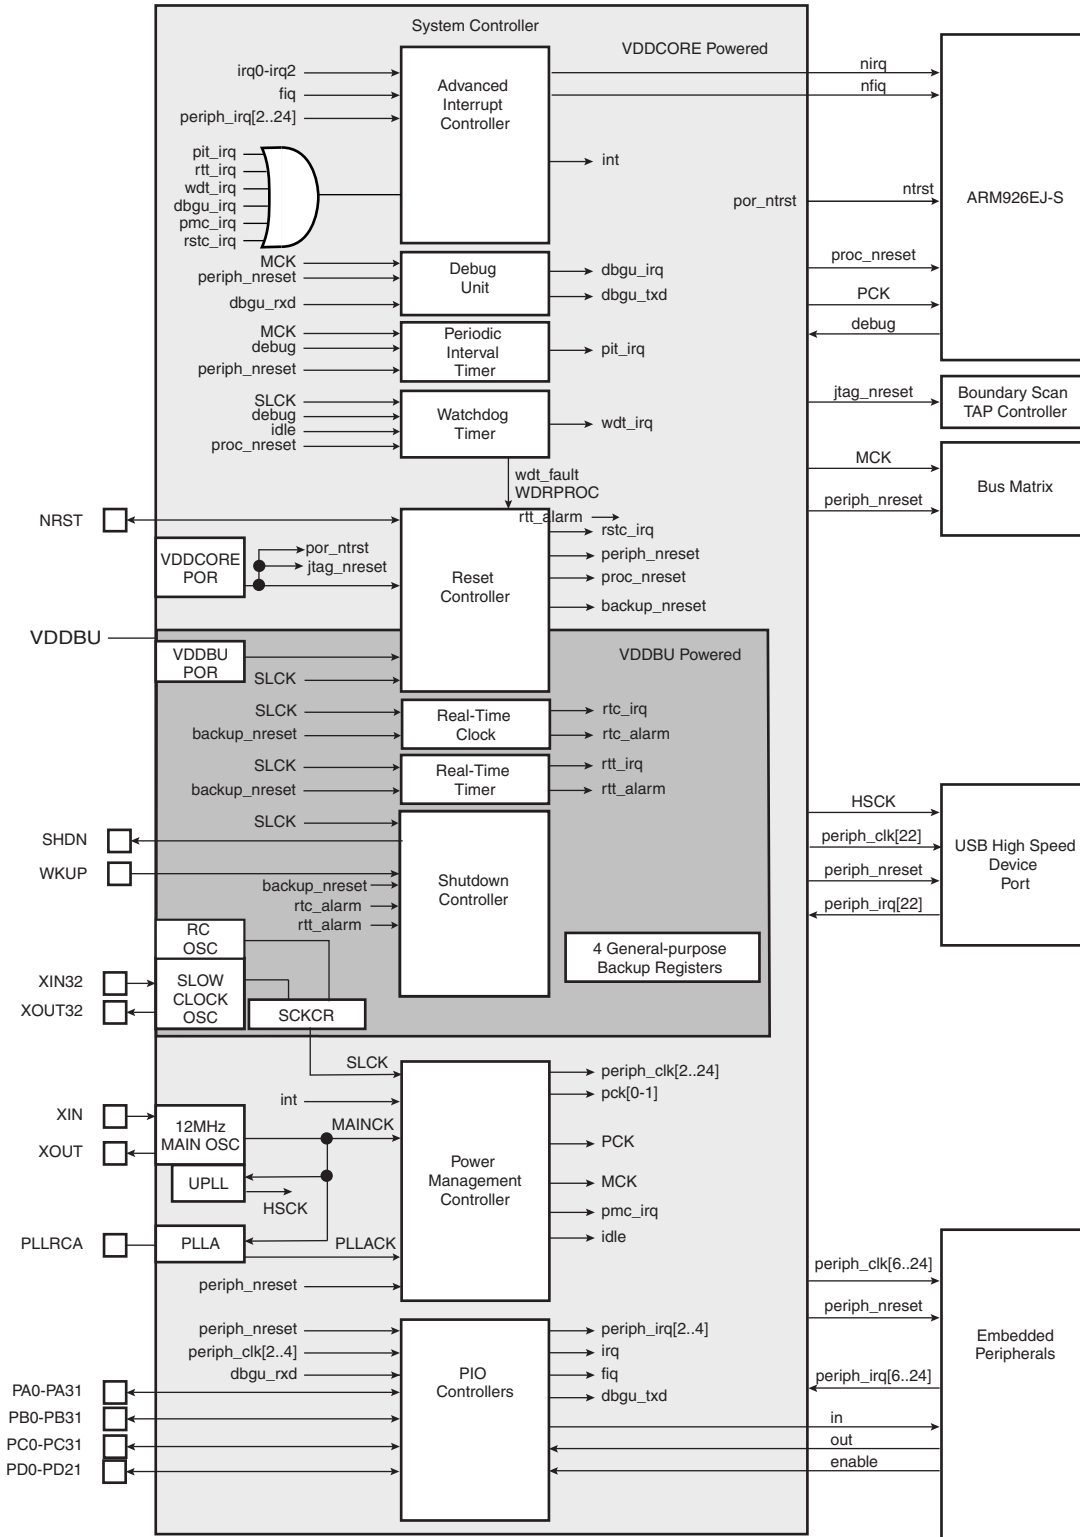 System Controller
VDDCORE Powered
irq0-irq2
fiq
periph_irq[2..24]
Advanced
Interrupt
Controller
nirq
nfiq
int
pit_irq
rtt_irq
wdt_irq
dbgu_irq
pmc_irq
rstc_irq
por_ntrst
ntrst
ARM926EJ-S
MCK
periph_nreset
dbgu_rxd
Debug
Unit
dbgu_irq
dbgu_txd
proc_nreset
PCK
debug
MCK
debug
periph_nreset
Periodic
Interval
Timer
pit_irq
SLCK
debug
idle
proc_nreset
Watchdog
Timer
wdt_irq
jtag_nreset
Boundary Scan
TAP Controller
wdt_fault
WDRPROC
MCK
periph_nreset
Bus Matrix
NRST
rtt_alarm
rstc_irq
periph_nreset
proc_nreset
backup_nreset
VDDCORE
POR
por_ntrst
jtag_nreset
Reset
Controller
VDDBU
VDDBU Powered
VDDBU
POR
SLCK
SLCK
backup_nreset
Real-Time
Clock
rtc_irq
rtc_alarm
SLCK
backup_nreset
Real-Time
Timer
rtt_irq
rtt_alarm
SLCK
SHDN
WKUP
backup_nreset
rtc_alarm
rtt_alarm
Shutdown
Controller
HSCK
periph_clk[22]
periph_nreset
periph_irq[22]
USB High Speed
Device
Port
RC
OSC
4 General-purpose
Backup Registers
XIN32
XOUT32
SLOW
CLOCK
OSC
SCKCR
SLCK
int
XIN
XOUT
12MHz
MAIN OSC
MAINCK
UPLL
HSCK
PLLRCA
PLLA
PLLACK
periph_nreset
Power
Management
Controller
periph_clk[2..24]
pck[0-1]
PCK
MCK
pmc_irq
idle
periph_clk[6..24]
periph_nreset
periph_irq[6..24]
Embedded
Peripherals
periph_nreset
periph_clk[2..4]
dbgu_rxd
PA0-PA31
PB0-PB31
PC0-PC31
PD0-PD21
PIO
Controllers
periph_irq[2..4]
irq
fiq
dbgu_txd
in
out
enable